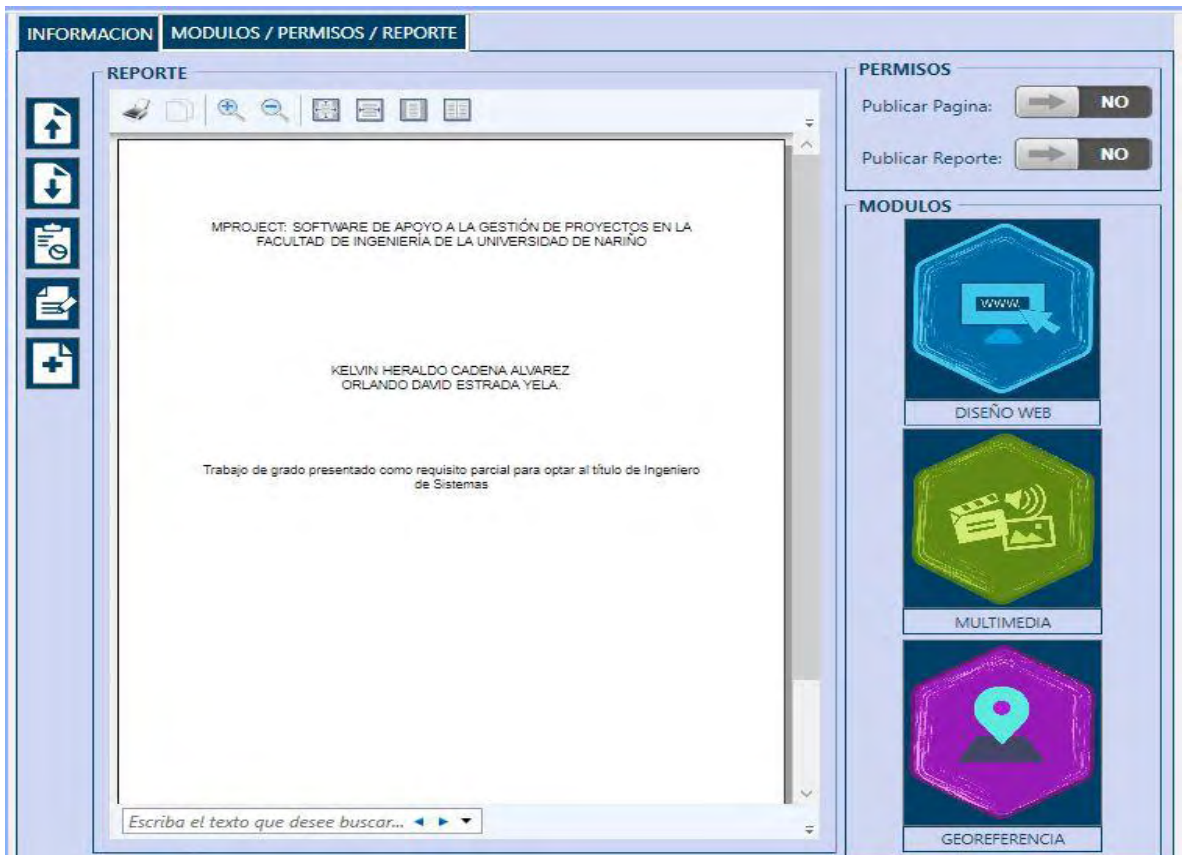 INFORMACION
MODULOS / PERMISOS / REPORTE
REPORTE
MPROJECT: SOFTWARE DE APOYO A LA GESTIÓN DE PROYECTOS EN LA
FACULTAD DE INGENIERÍA DE LA UNIVERSIDAD DE NARIÑO
KELVIN HERALDO CADENA ALVAREZ
ORLANDO DAVID ESTRADA YELA.
Trabajo de grado presentado como requisito parcial para optar al título de Ingeniero
de Sistemas
Escriba el texto que desee buscar...
PERMISOS
Publicar Pagina: NO
Publicar Reporte: NO
MODULOS
WWW.
DISEÑO WEB
MULTIMEDIA
GEOREFERENCIA